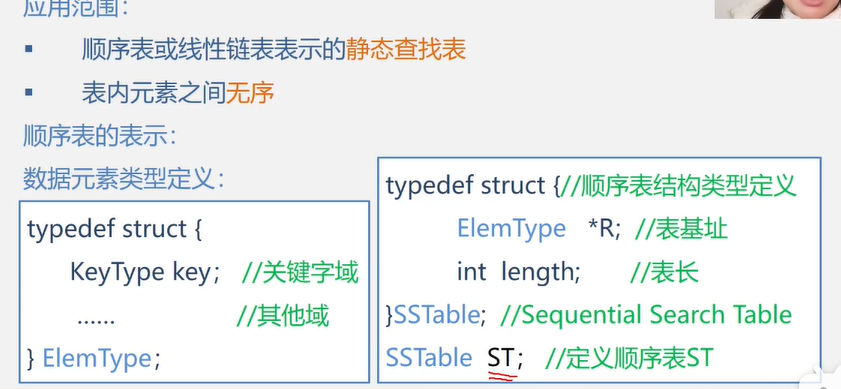 应用范围：
▪ 顺序表或线性链表表示的静态查找表
▪ 表内元素之间无序
顺序表的表示：
数据元素类型定义：
typedef struct {
KeyType key； //关键字域
...... //其他域
} ElemType；
typedef struct {//顺序表结构类型定义
ElemType *R; //表基址
int length; //表长
}SSTable; //Sequential Search Table
SSTable ST; //定义顺序表ST